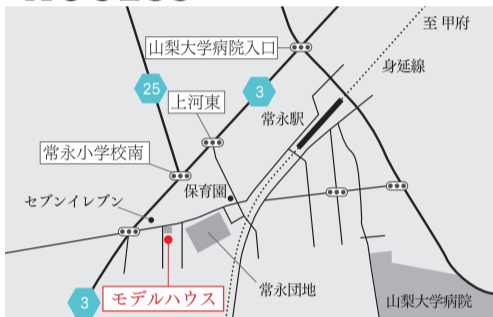 至 甲府
山梨大学病院入口
身延線
25
3
上河東
常永駅
常永小学校南
保育園
セブンイレブン
常永団地
モデルハウス
3
山梨大学病院